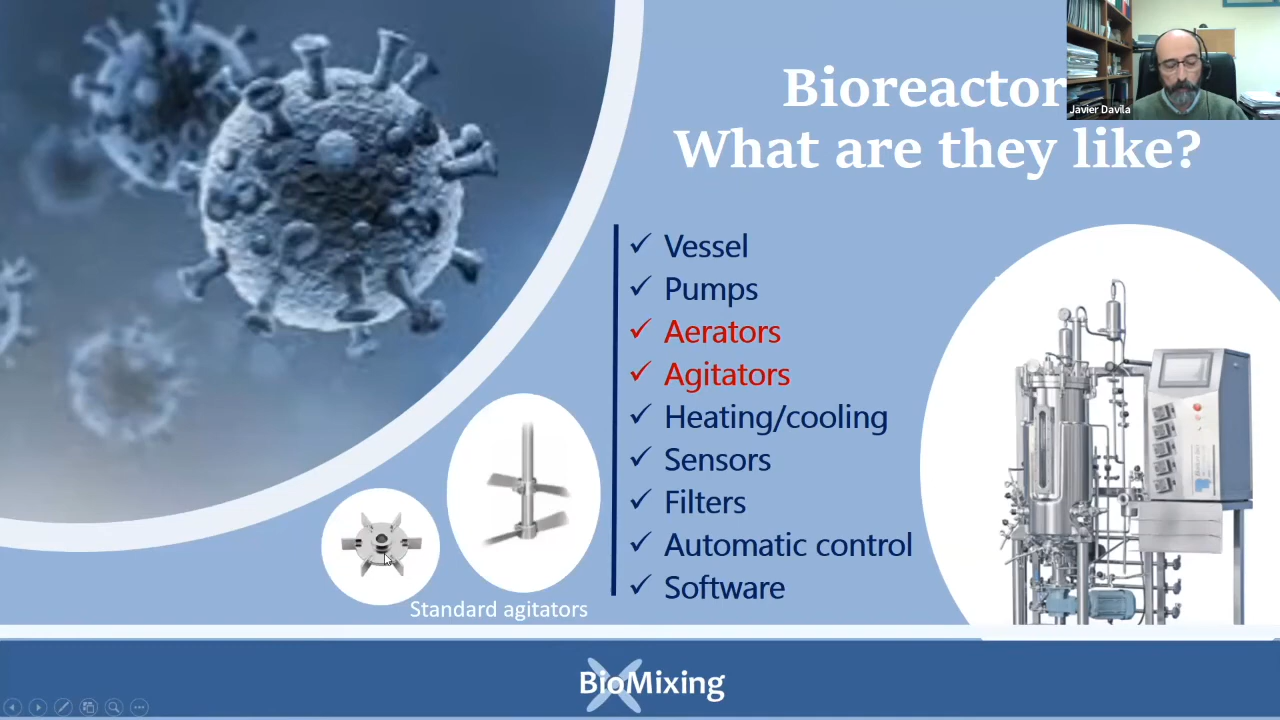 Bioreactor
What are they like?
Javier Davila
Vessel
Pumps
Aerators
Agitators
Heating/cooling
Sensors
Filters
Automatic control
Software
Standard agitators
BioMixing